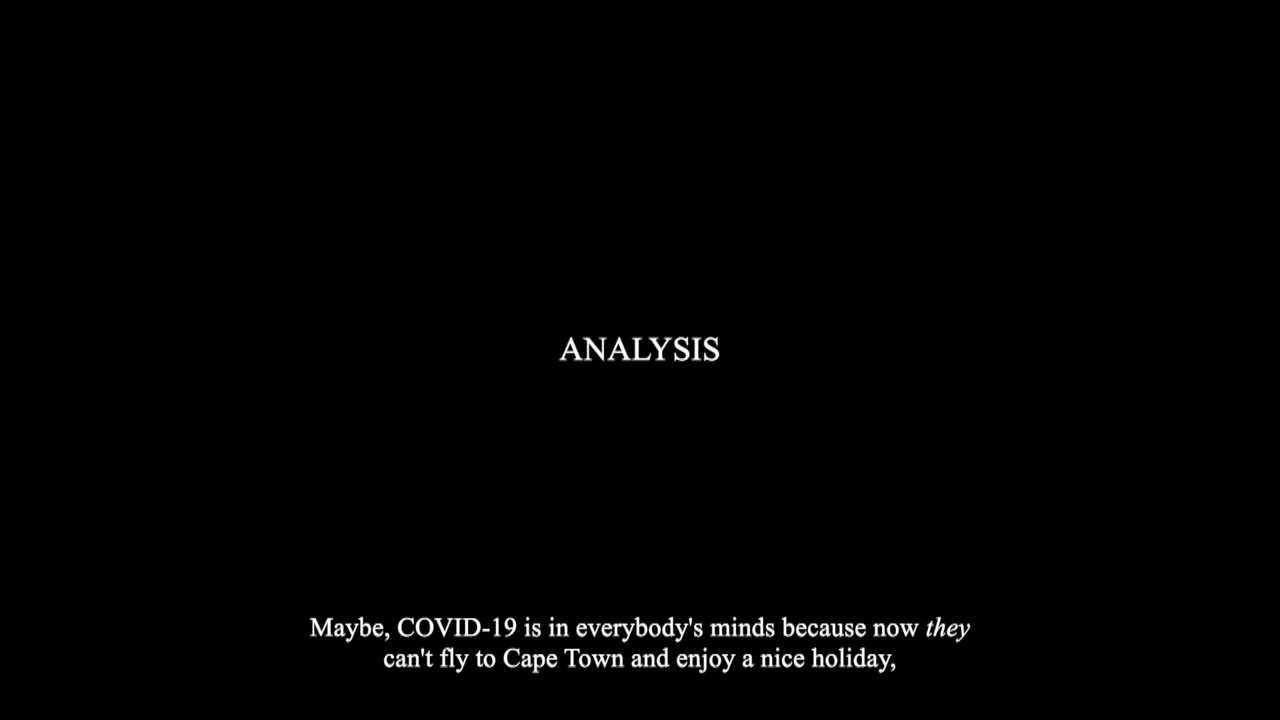 ANALYSIS
Maybe, COVID-19 is in everybody's minds because now they
can't fly to Cape Town and enjoy a nice holiday,